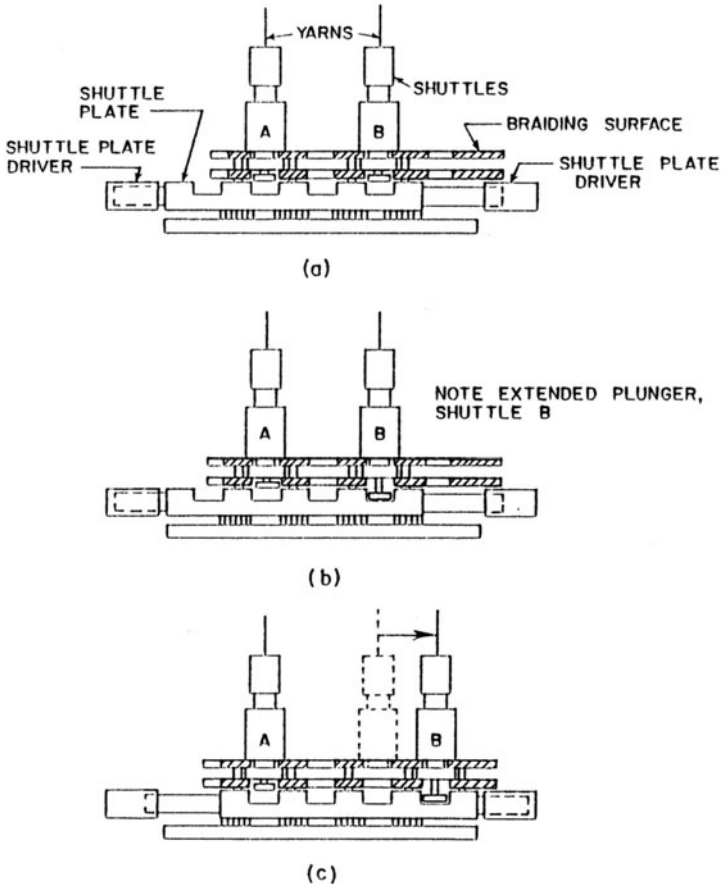 YARNS
SHUTTLE
PLATE
SHUTTLES
A
B
BRAIDING SURFACE
SHUTTLE PLATE
DRIVER
SHUTTLE PLATE
DRIVER
(a)
NOTE EXTENDED PLUNGER,
SHUTTLE B
A
B
(b)
A
B
(c)